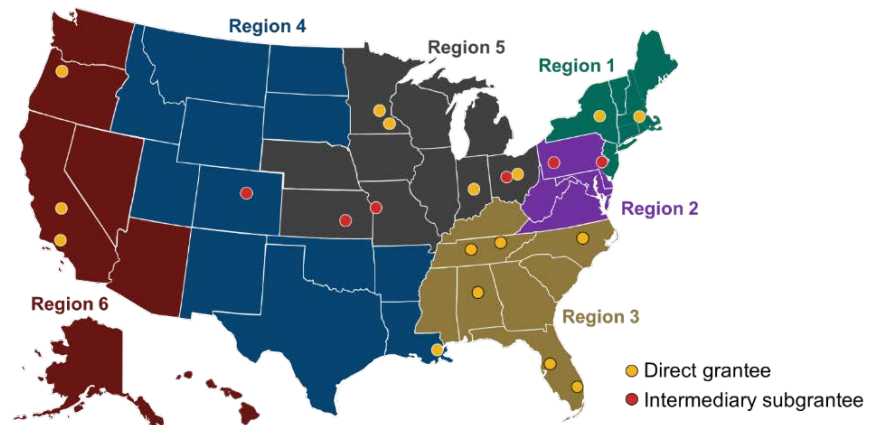 Region 4
Region 5
Region 1
Region 2
Region 6
Region 3
Direct grantee
Intermediary subgrantee